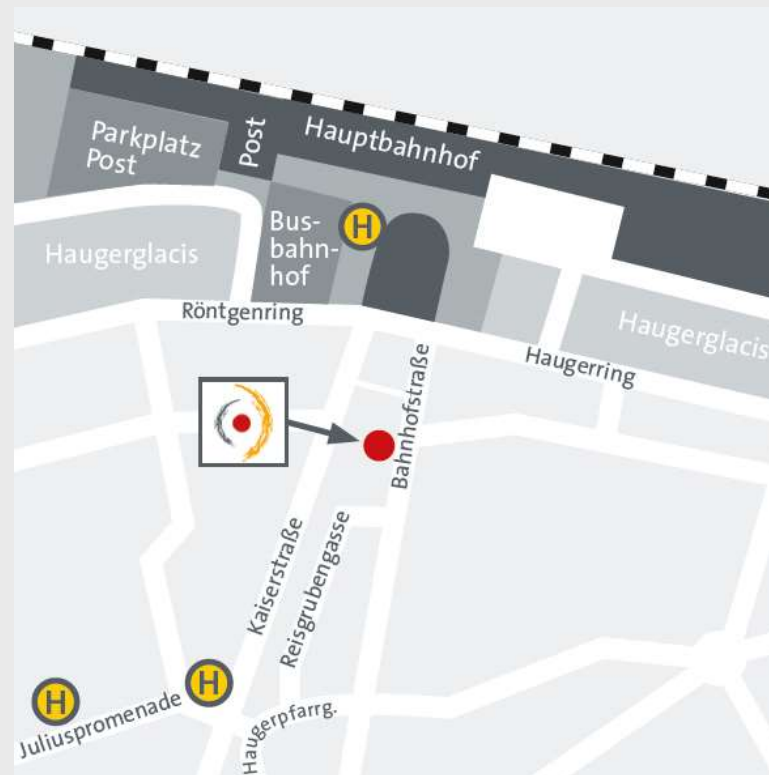 Parkplatz
Post
Post
Hauptbahnhof
Bus-
bahn-
hof
H
Haugerglacis
Röntgenring
Haugerglacis
Haugerring
Bahnhofstraße
Kaiserstraße
Reisgrubengasse
H
H
Juliuspromenade
Haugerpfarrg.